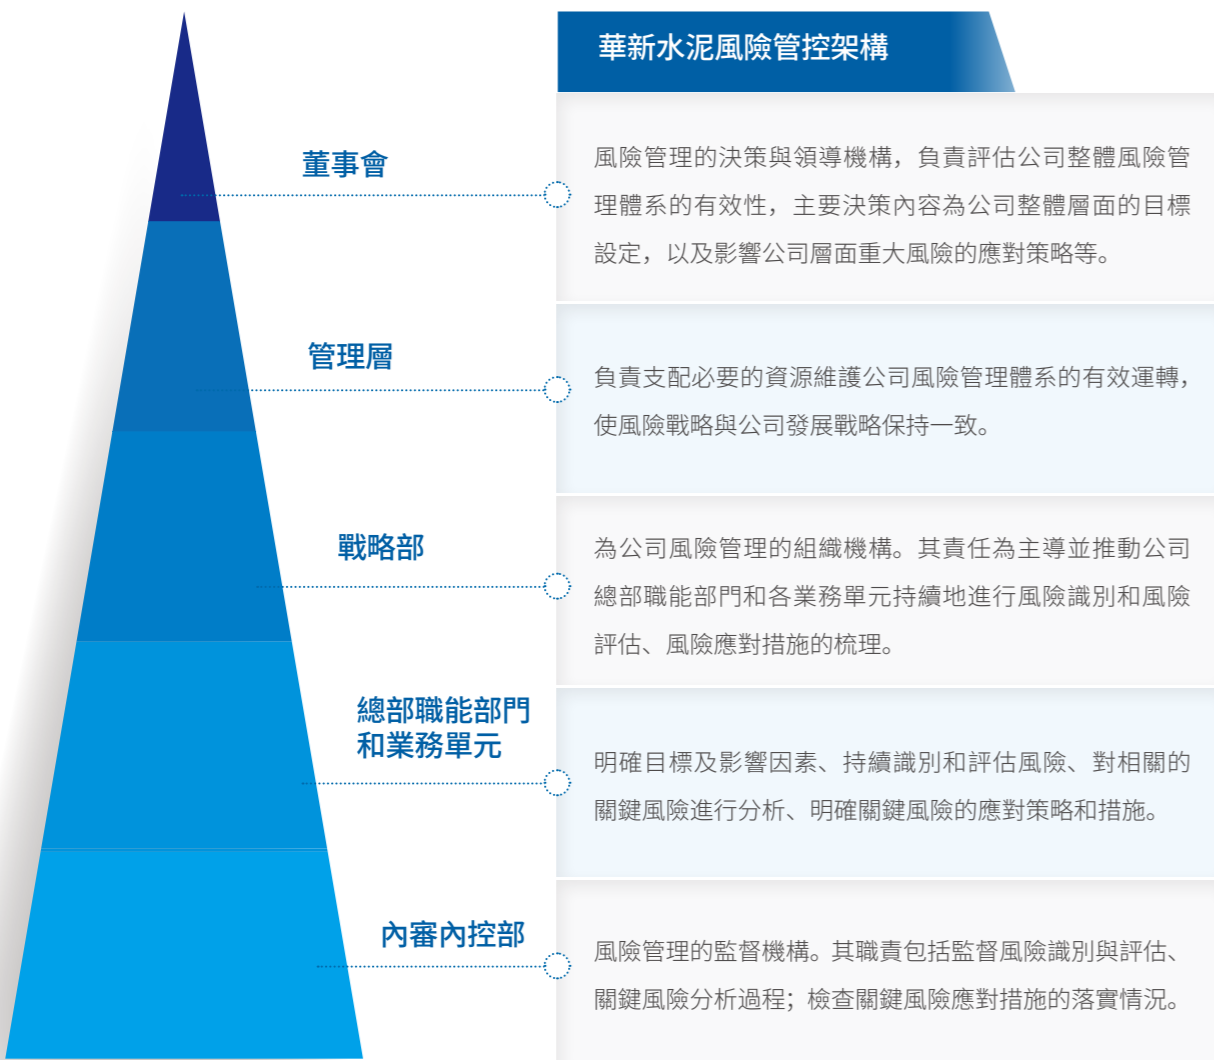 華新水泥風險管控架構
董事會
風險管理的決策與領導機構，負責評估公司整體風險管
理體系的有效性，主要決策內容為公司整體層面的目標
設定，以及影響公司層面重大風險的應對策略等。
管理層
負責支配必要的資源維護公司風險管理體系的有效運轉，
使風險戰略與公司發展戰略保持一致。
戰略部
為公司風險管理的組織機構。其責任為主導並推動公司
總部職能部門和各業務單元持續地進行風險識別和風險
評估、風險應對措施的梳理。
總部職能部門
和業務單元
明確目標及影響因素、持續識別和評估風險、對相關的
關鍵風險進行分析、明確關鍵風險的應對策略和措施。
內審內控部
風險管理的監督機構。其職責包括監督風險識別與評估、
關鍵風險分析過程；檢查關鍵風險應對措施的落實情況。